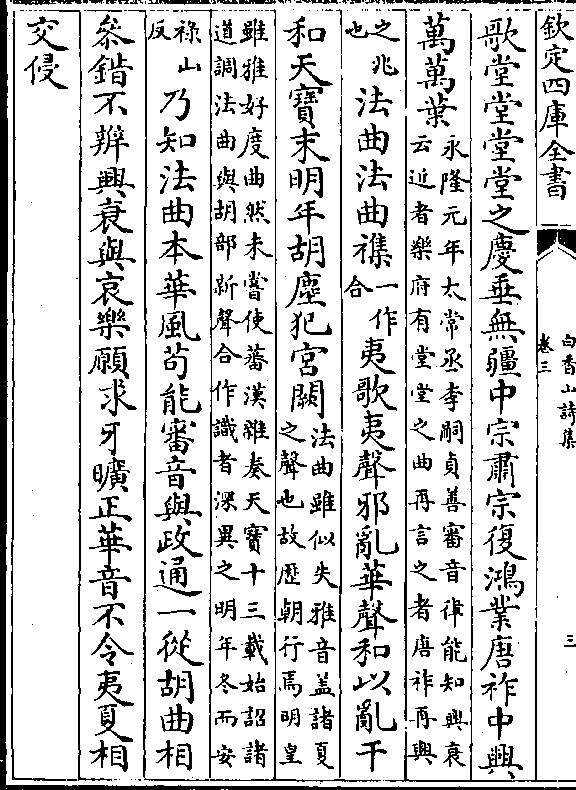 欽定四庫全書
白香山詩集
卷三
三
歌堂堂堂堂之慶垂無疆中宗肅宗復鴻業唐祚中興
萬萬葉永隆元年太常丞李嗣貞善審音律能知興衰
云近者樂府有堂堂之曲再言之者唐祚再興
之兆
也
法曲法曲襍一作
合
夷歌夷聲邪亂華聲和以亂干
和天寶末明年胡塵犯宮闕法曲雖似失雅音盖諸夏
之聲也故歴朝行焉明皇
雖雅好度曲然未嘗使蕃漢雜奏天寶十三載始詔諸
道調法曲與胡部新聲合作識者深異之明年冬而安
祿山
反
乃知法曲本華風茍能審音與政通一從胡曲相
叅錯不辨興衰與哀樂願求牙曠正華音不令夷夏相
交侵